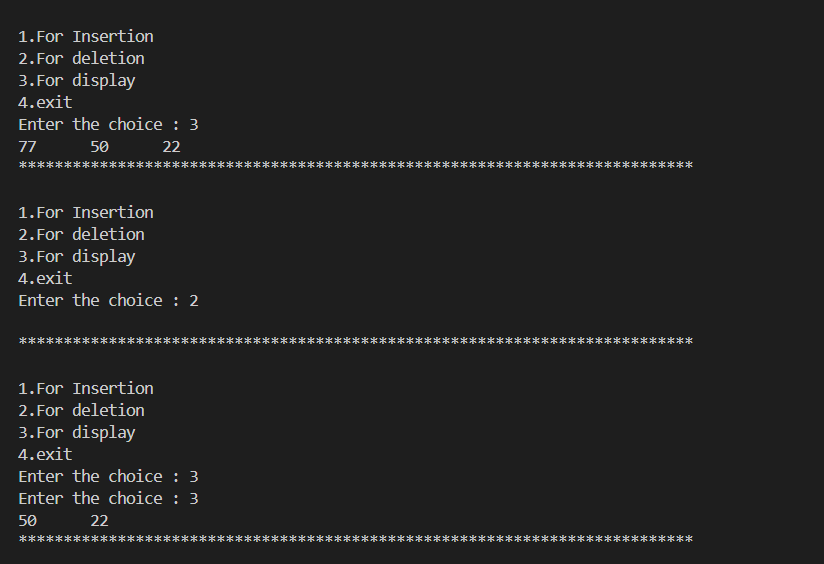 1.For Insertion
2.For deletion
3.For display
4.exit
Enter the choice : 3
77      50      22
***************************************************************************
1.For Insertion
2.For deletion
3.For display
4.exit
Enter the choice : 2
***************************************************************************
1.For Insertion
2.For deletion
3.For display
4.exit
Enter the choice : 3
Enter the choice : 3
50      22
***************************************************************************